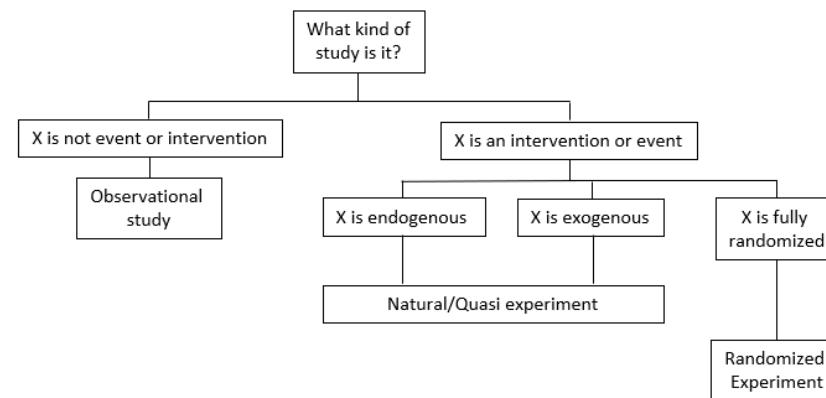 What kind of
study is it?
X is not event or intervention
X is an intervention or event
Observational
study
X is endogenous
X is exogenous
X is fully
randomized
Natural/Quasi experiment
Randomized
Experiment